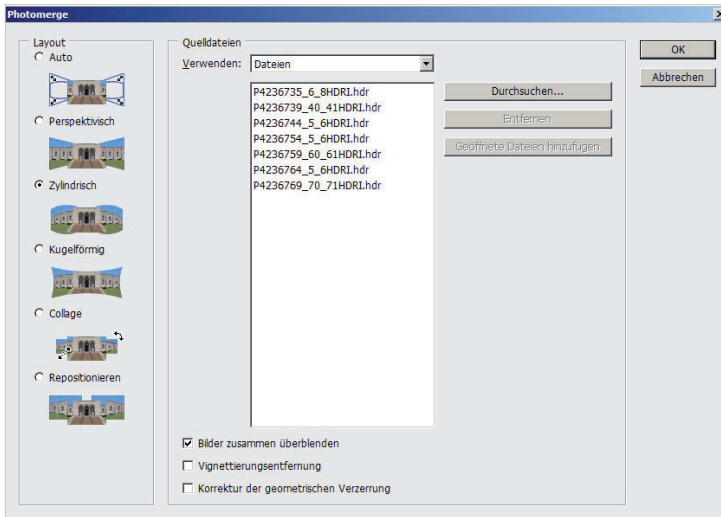 Photomerge
Layout
Auto
Perspektivisch
Zylindrisch
Kugelförmig
Collage
Repositionieren
Quelldateien
Verwenden: Dateien
P4236735_6_8HDRI.hdr
P4236739_40_41HDRI.hdr
P4236744_5_6HDRI.hdr
P4236754_5_6HDRI.hdr
P4236759_60_61HDRI.hdr
P4236764_5_6HDRI.hdr
P4236769_70_71HDRI.hdr
Durchsuchen...
Entfernen
Geöffnete Dateien hinzufügen
Bilder zusammen überblenden
Vignettierungsentfernung
Korrektur der geometrischen Verzerrung
OK
Abbrechen